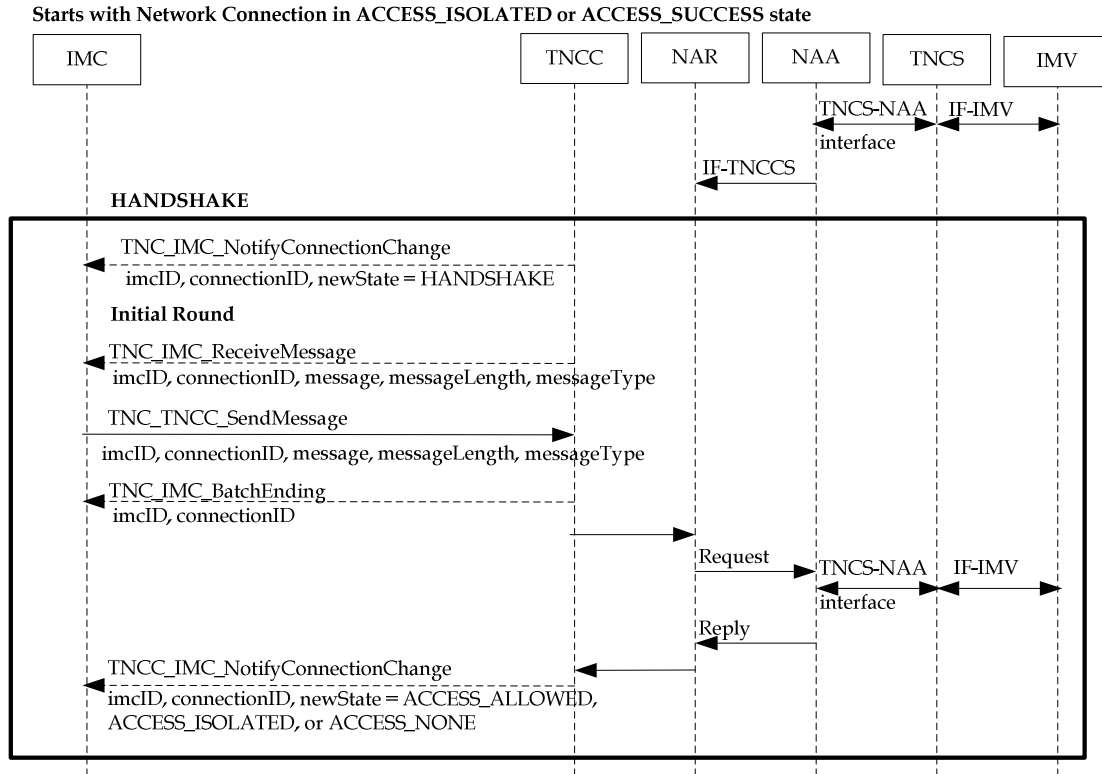 Starts with Network Connection in ACCESS_ISOLATED or ACCESS_SUCCESS state
IMC TNCC NAR NAA TNCS IMV
TNCS-NAA IF-IMV
interface
IF-TNCCS
HANDSHAKE
TNC_IMC_NotifyConnectionChange
imcID, connectionID, newState = HANDSHAKE
Initial Round
TNC_IMC_ReceiveMessage
imcID, connectionID, message, messageLength, messageType
TNC_TNCC_SendMessage
imcID, connectionID, message, messageLength, messageType
TNC_IMC_BatchEnding
imcID, connectionID
Request TNCS-NAA IF-IMV
interface
Reply
TNCC_IMC_NotifyConnectionChange
imcID, connectionID, newState = ACCESS_ALLOWED,
ACCESS_ISOLATED, or ACCESS_NONE